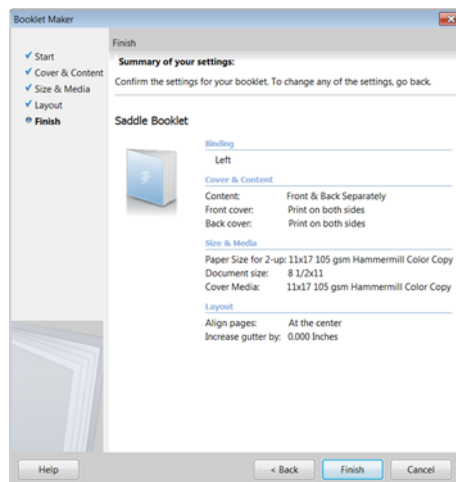 Booklet Maker
Start
Cover & Content
Size & Media
Layout
Finish
Finish
Summary of your settings:
Confirm the settings for your booklet. To change any of the settings, go back.
Saddle Booklet
Binding
Left
Cover & Content
Content: Front & Back Separately
Front cover: Print on both sides
Back cover: Print on both sides
Size & Media
Paper Size for 2-up: 11x17 105 gsm Hammermill Color Copy
Document size: 8 1/2x11
Cover Media: 11x17 105 gsm Hammermill Color Copy
Layout
Align pages: At the center
Increase gutter by: 0.000 Inches
Help
< Back
Finish
Cancel